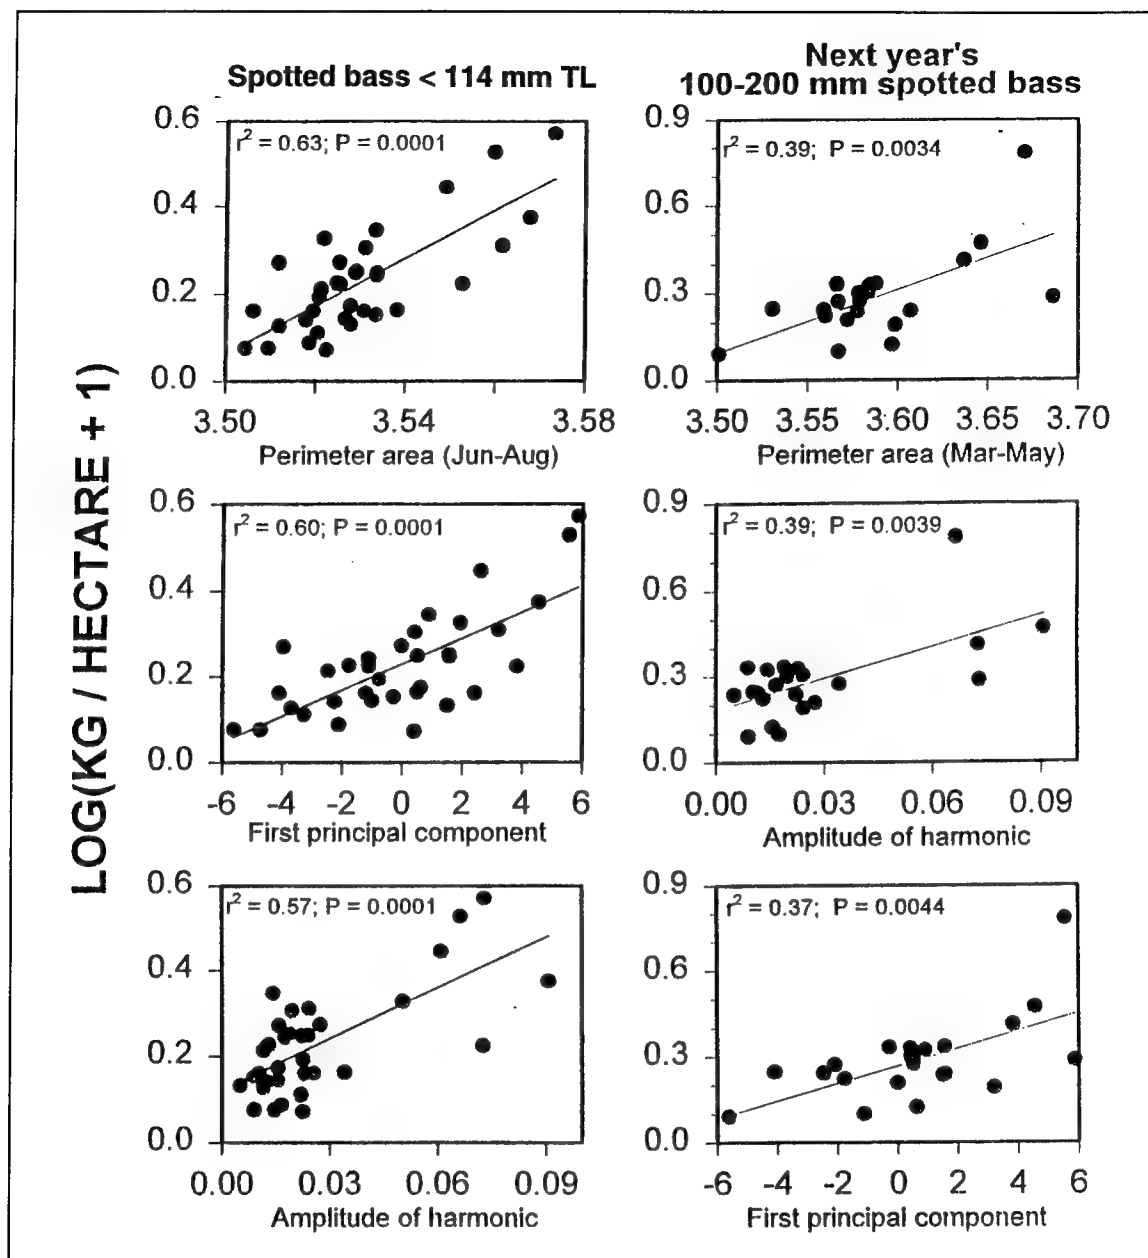 Spotted bass < 114 mm TL
Next year's
100-200 mm spotted bass
LOG(KG / HECTARE + 1)
r² = 0.63; P = 0.0001
0.6
0.4
0.2
0.0
3.50 3.54 3.58
Perimeter area (Jun-Aug)
r² = 0.39; P = 0.0034
0.9
0.6
0.3
0.0
3.50 3.55 3.60 3.65 3.70
Perimeter area (Mar-May)
r² = 0.60; P = 0.0001
0.6
0.4
0.2
0.0
-6 -4 -2 0 2 4 6
First principal component
r² = 0.39; P = 0.0039
0.9
0.6
0.3
0.0
0.00 0.03 0.06 0.09
Amplitude of harmonic
r² = 0.57; P = 0.0001
0.6
0.4
0.2
0.0
0.00 0.03 0.06 0.09
Amplitude of harmonic
r² = 0.37; P = 0.0044
0.9
0.6
0.3
0.0
-6 -4 -2 0 2 4 6
First principal component